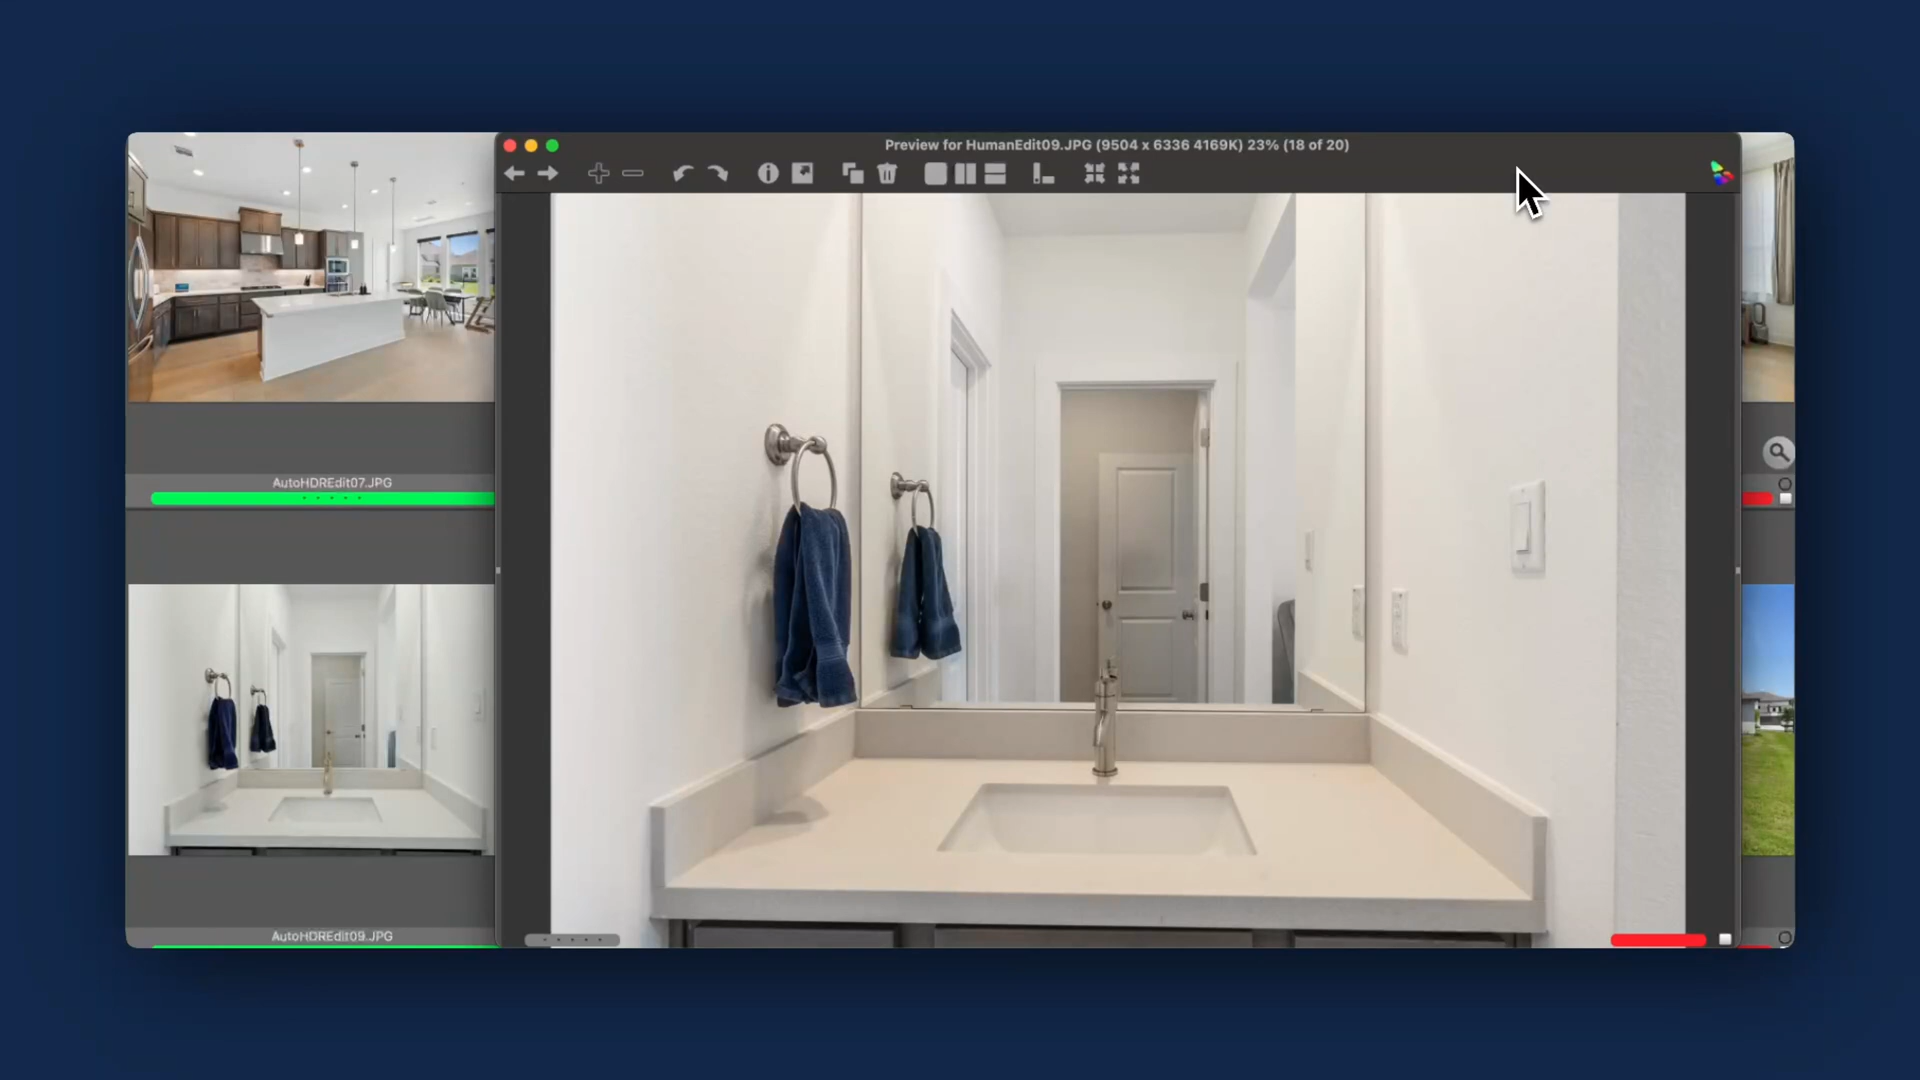 Preview for HumanEdit09.JPG (9504 x 6336 4169K) 23% (18 of 20)
AutoHDREdit07.JPG
AutoHDREdit09.JPG